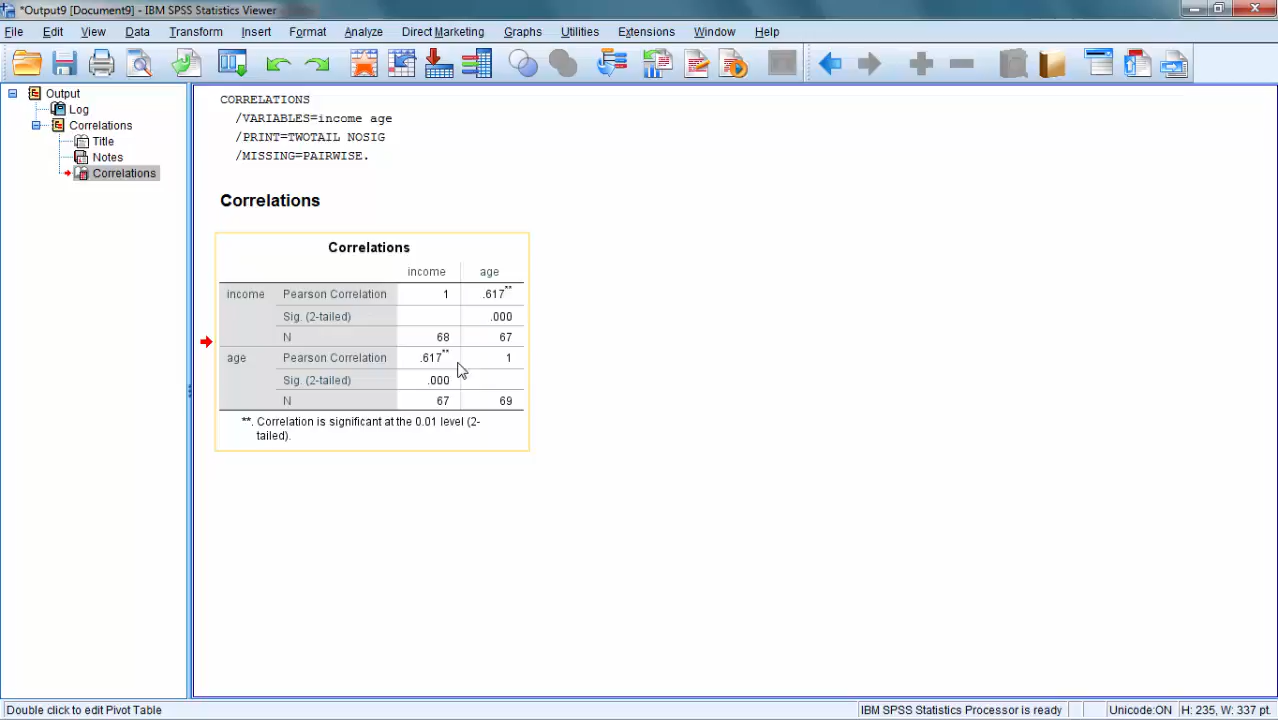 *Output9 [Document9] - IBM SPSS Statistics Viewer
File Edit View Data Transform Insert Format Analyze Direct Marketing Graphs Utilities Extensions Window Help
Output
Log
Correlations
Title
Notes
Correlations
CORRELATIONS
/VARIABLES=income age
/PRINT=TWOTAIL NOSIG
/MISSING=PAIRWISE.
Correlations
Correlations
income age
income Pearson Correlation 1 .617**
Sig. (2-tailed) .000
N 68 67
age Pearson Correlation .617** 1
Sig. (2-tailed) .000
N 67 69
**. Correlation is significant at the 0.01 level (2-
tailed).
Double click to edit Pivot Table IBM SPSS Statistics Processor is ready Unicode:ON H: 235, W: 337 pt.